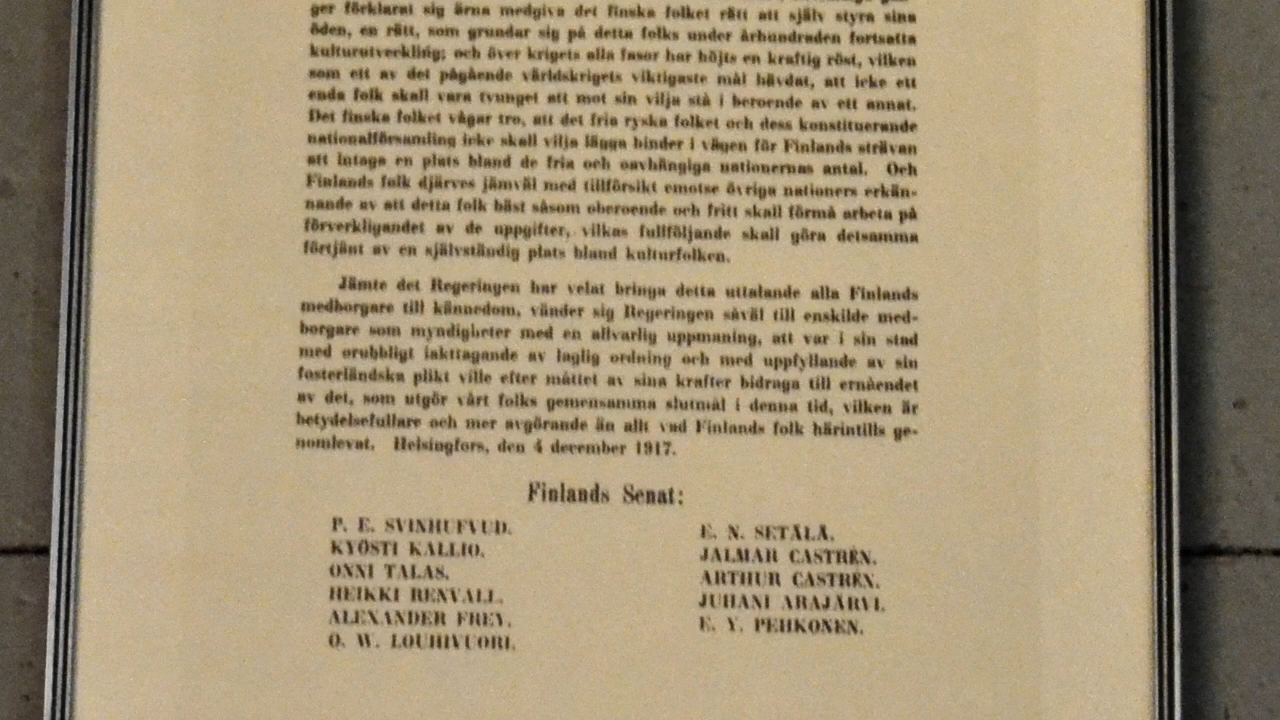 ger förklarat sig ärna medgiva det finska folket rätt att själv styra sina
öden, en rätt, som grundar sig på detta folks under århundraden fortsatta
kulturutveckling; och över krigets alla fasor har höjts en kraftig röst, vilken
som ett av det pågående världskrigets viktigaste mål hävdat, att icke ett
enda folk skall vara tvunget att mot sin vilja stå i beroende av ett annat.
Det finska folket vågar tro, att det fria ryska folket och dess konstituerande
nationalförsamling icke skall vilja lägga hinder i vägen för Finlands strävan
att intaga en plats bland de fria och oavhängiga nationernas antal. Och
Finlands folk djärves jämväl med tillförsikt emotse övriga nationers erkän-
nande av att detta folk bäst såsom oberoende och fritt skall förmå arbeta på
förverkligandet av de uppgifter, vilkas fullföljande skall göra detsamma
förtjänt av en självständig plats bland kulturfolken.
Jämte det Regeringen har velat bringa detta uttalande alla Finlands
medborgare till kännedom, vänder sig Regeringen såväl till enskilde med-
borgare som myndigheter med en allvarlig uppmaning, att var i sin stad
med orubbligt iakttagande av laglig ordning och med uppfyllande av sin
fosterländska plikt ville efter måttet av sina krafter bidraga till ernåendet
av det, som utgör vårt folks gemensamma slutmål i denna tid, vilken är
betydelsefullare och mer avgörande än allt vad Finlands folk härintills ge-
nomlevat. Helsingfors, den 4 december 1917.
Finlands Senat:
P. E. SVINHUFVUD.
KYÖSTI KALLIO.
ONNI TALAS.
HEIKKI RENVALL.
ALEXANDER FREY.
O. W. LOUHIVUORI.
E. N. SETÄLÄ.
JALMAR CASTRÉN.
ARTHUR CASTRÉN.
JUHANI ARAJÄRVI.
E. Y. PEHKONEN.